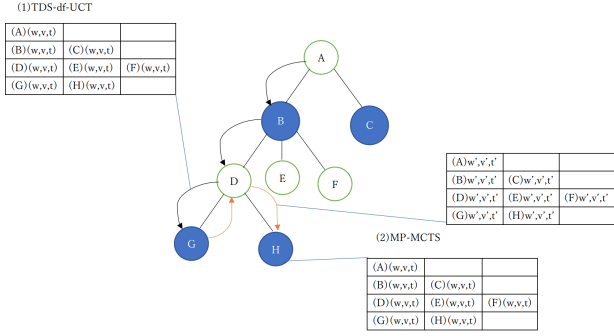 (1)TDS-df-UCT
(A)(w,v,t)
(B)(w,v,t) (C)(w,v,t)
(D)(w,v,t) (E)(w,v,t) (F)(w,v,t)
(G)(w,v,t) (H)(w,v,t)
A
B
C
D
E
F
G
H
(A)w',v',t'
(B)w',v',t' (C)w',v',t'
(D)w',v',t' (E)w',v',t' (F)w',v',t'
(G)w',v',t' (H)w',v',t'
(2)MP-MCTS
(A)(w,v,t)
(B)(w,v,t) (C)(w,v,t)
(D)(w,v,t) (E)(w,v,t) (F)(w,v,t)
(G)(w,v,t) (H)(w,v,t)